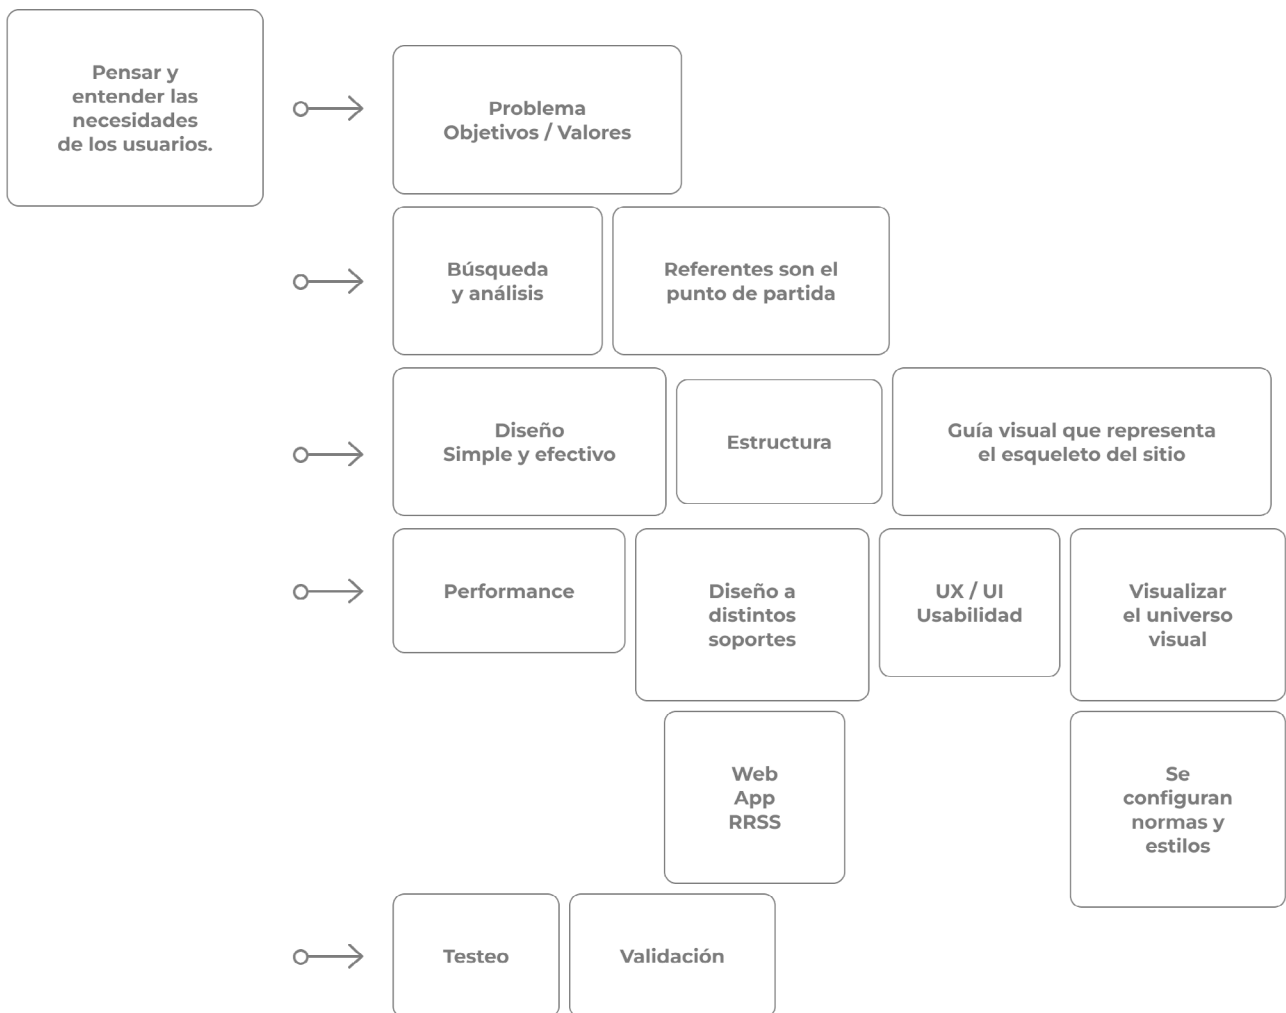 Pensar y
entender las
necesidades
de los usuarios.
Problema
Objetivos / Valores
Búsqueda
y análisis
Referentes son el
punto de partida
Diseño
Simple y efectivo
Estructura
Guía visual que representa
el esqueleto del sitio
Performance
Diseño a
distintos
soportes
UX / UI
Usabilidad
Visualizar
el universo
visual
Web
App
RRSS
Se
configuran
normas y
estilos
Testeo
Validación